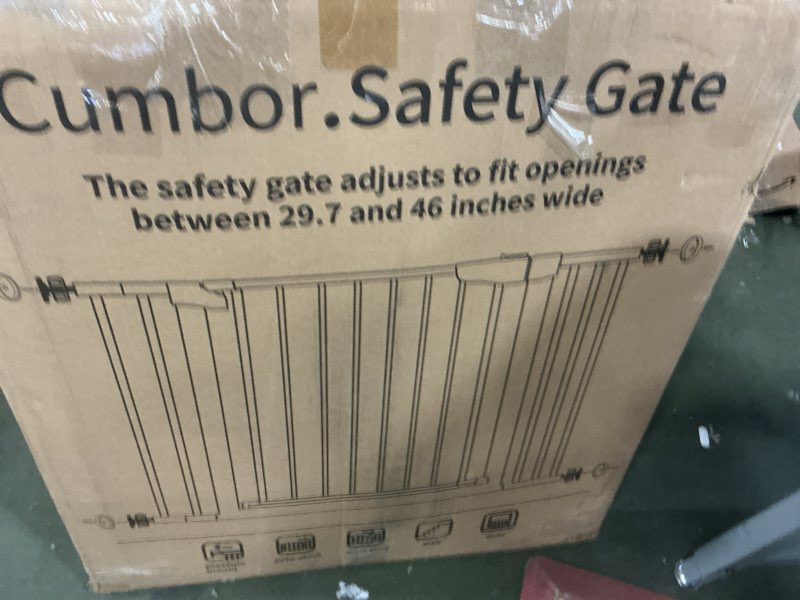 Cumbor.Safety Gate
The safety gate adjusts to fit openings
between 29.7 and 46 inches wide